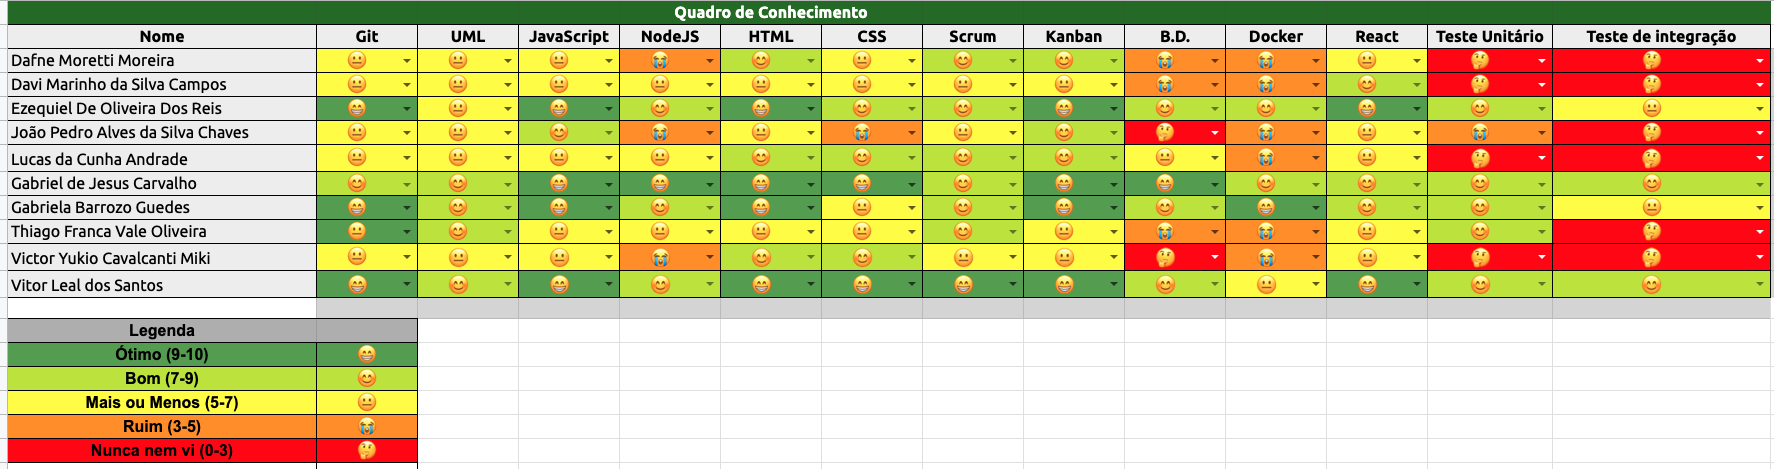 Quadro de Conhecimento
Nome Git UML JavaScript NodeJS HTML CSS Scrum Kanban B.D. Docker React Teste Unitário Teste de integração
Dafne Moretti Moreira 😐 😐 😐 😭 😊 😐 😊 😊 😭 😭 😐 🤔 🤔
Davi Marinho da Silva Campos 😐 😐 😐 😐 😐 😐 😐 😐 😭 😭 😊 🤔 🤔
Ezequiel De Oliveira Dos Reis 😁 😐 😁 😊 😁 😊 😊 😁 😊 😊 😁 😊 😐
João Pedro Alves da Silva Chaves 😐 😐 😊 😭 😐 😭 😐 😊 🤔 😭 😐 😭 🤔
Lucas da Cunha Andrade 😐 😐 😐 😐 😊 😊 😊 😊 😐 😭 😐 🤔 🤔
Gabriel de Jesus Carvalho 😊 😊 😁 😁 😁 😁 😊 😁 😁 😊 😊 😊 😊
Gabriela Barrozo Guedes 😁 😊 😁 😊 😁 😐 😊 😁 😊 😁 😊 😊 😐
Thiago Franca Vale Oliveira 😐 😊 😐 😐 😐 😐 😊 😐 😭 😭 😐 😊 🤔
Victor Yukio Cavalcanti Miki 😐 😐 😐 😭 😊 😊 😐 😐 🤔 😭 😐 🤔 🤔
Vitor Leal dos Santos 😁 😊 😁 😊 😁 😁 😁 😁 😊 😐 😁 😊 😊
Legenda
Ótimo (9-10) 😁
Bom (7-9) 😊
Mais ou Menos (5-7) 😐
Ruim (3-5) 😭
Nunca nem vi (0-3) 🤔